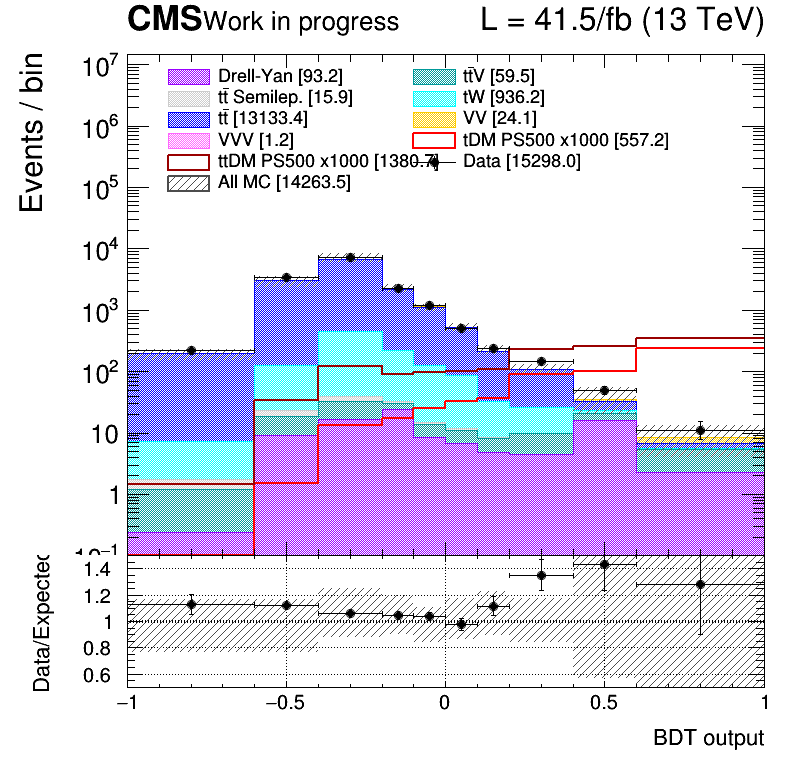 CMS Work in progress L = 41.5/fb (13 TeV)
Events / bin
10⁷
10⁶
10⁵
10⁴
10³
10²
10
1
10⁻¹
Drell-Yan [93.2] tt̄V [59.5]
tt̄ Semilep. [15.9] tW [936.2]
tt̄ [13133.4] VV [24.1]
VVV [1.2] tDM PS500 x1000 [557.2]
ttDM PS500 x1000 [1380.7] Data [15298.0]
All MC [14263.5]
Data/Expected
1.4
1.2
1
0.8
0.6
−1 −0.5 0 0.5 1
BDT output